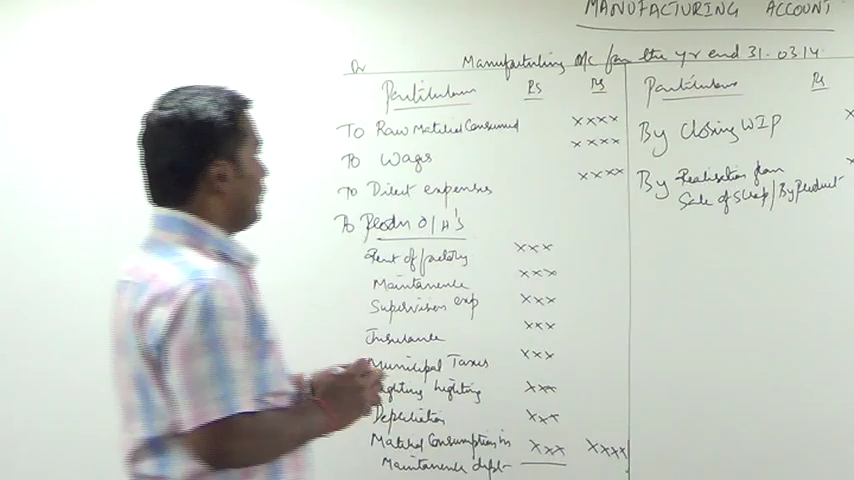 MANUFACTURING ACCOUNT
Dr Manufacturing A/c for the yr end 31.03.14
Particulars Rs Rs Particulars Rs
To Raw Material Consumed xxxx By Closing WIP x
To Wages xxxx
To Direct expenses xxxx By Realisation from
Sale of Scrap/By Product x
To Prodn O/H's
Rent of factory xxx
Maintanence xxx
Supervision exp xxx
Insurance xxx
Municipal Taxes xxx
Lighting xxx
Depreciation xxx
Material Consumption in xxx xxxx
Maintanence dept